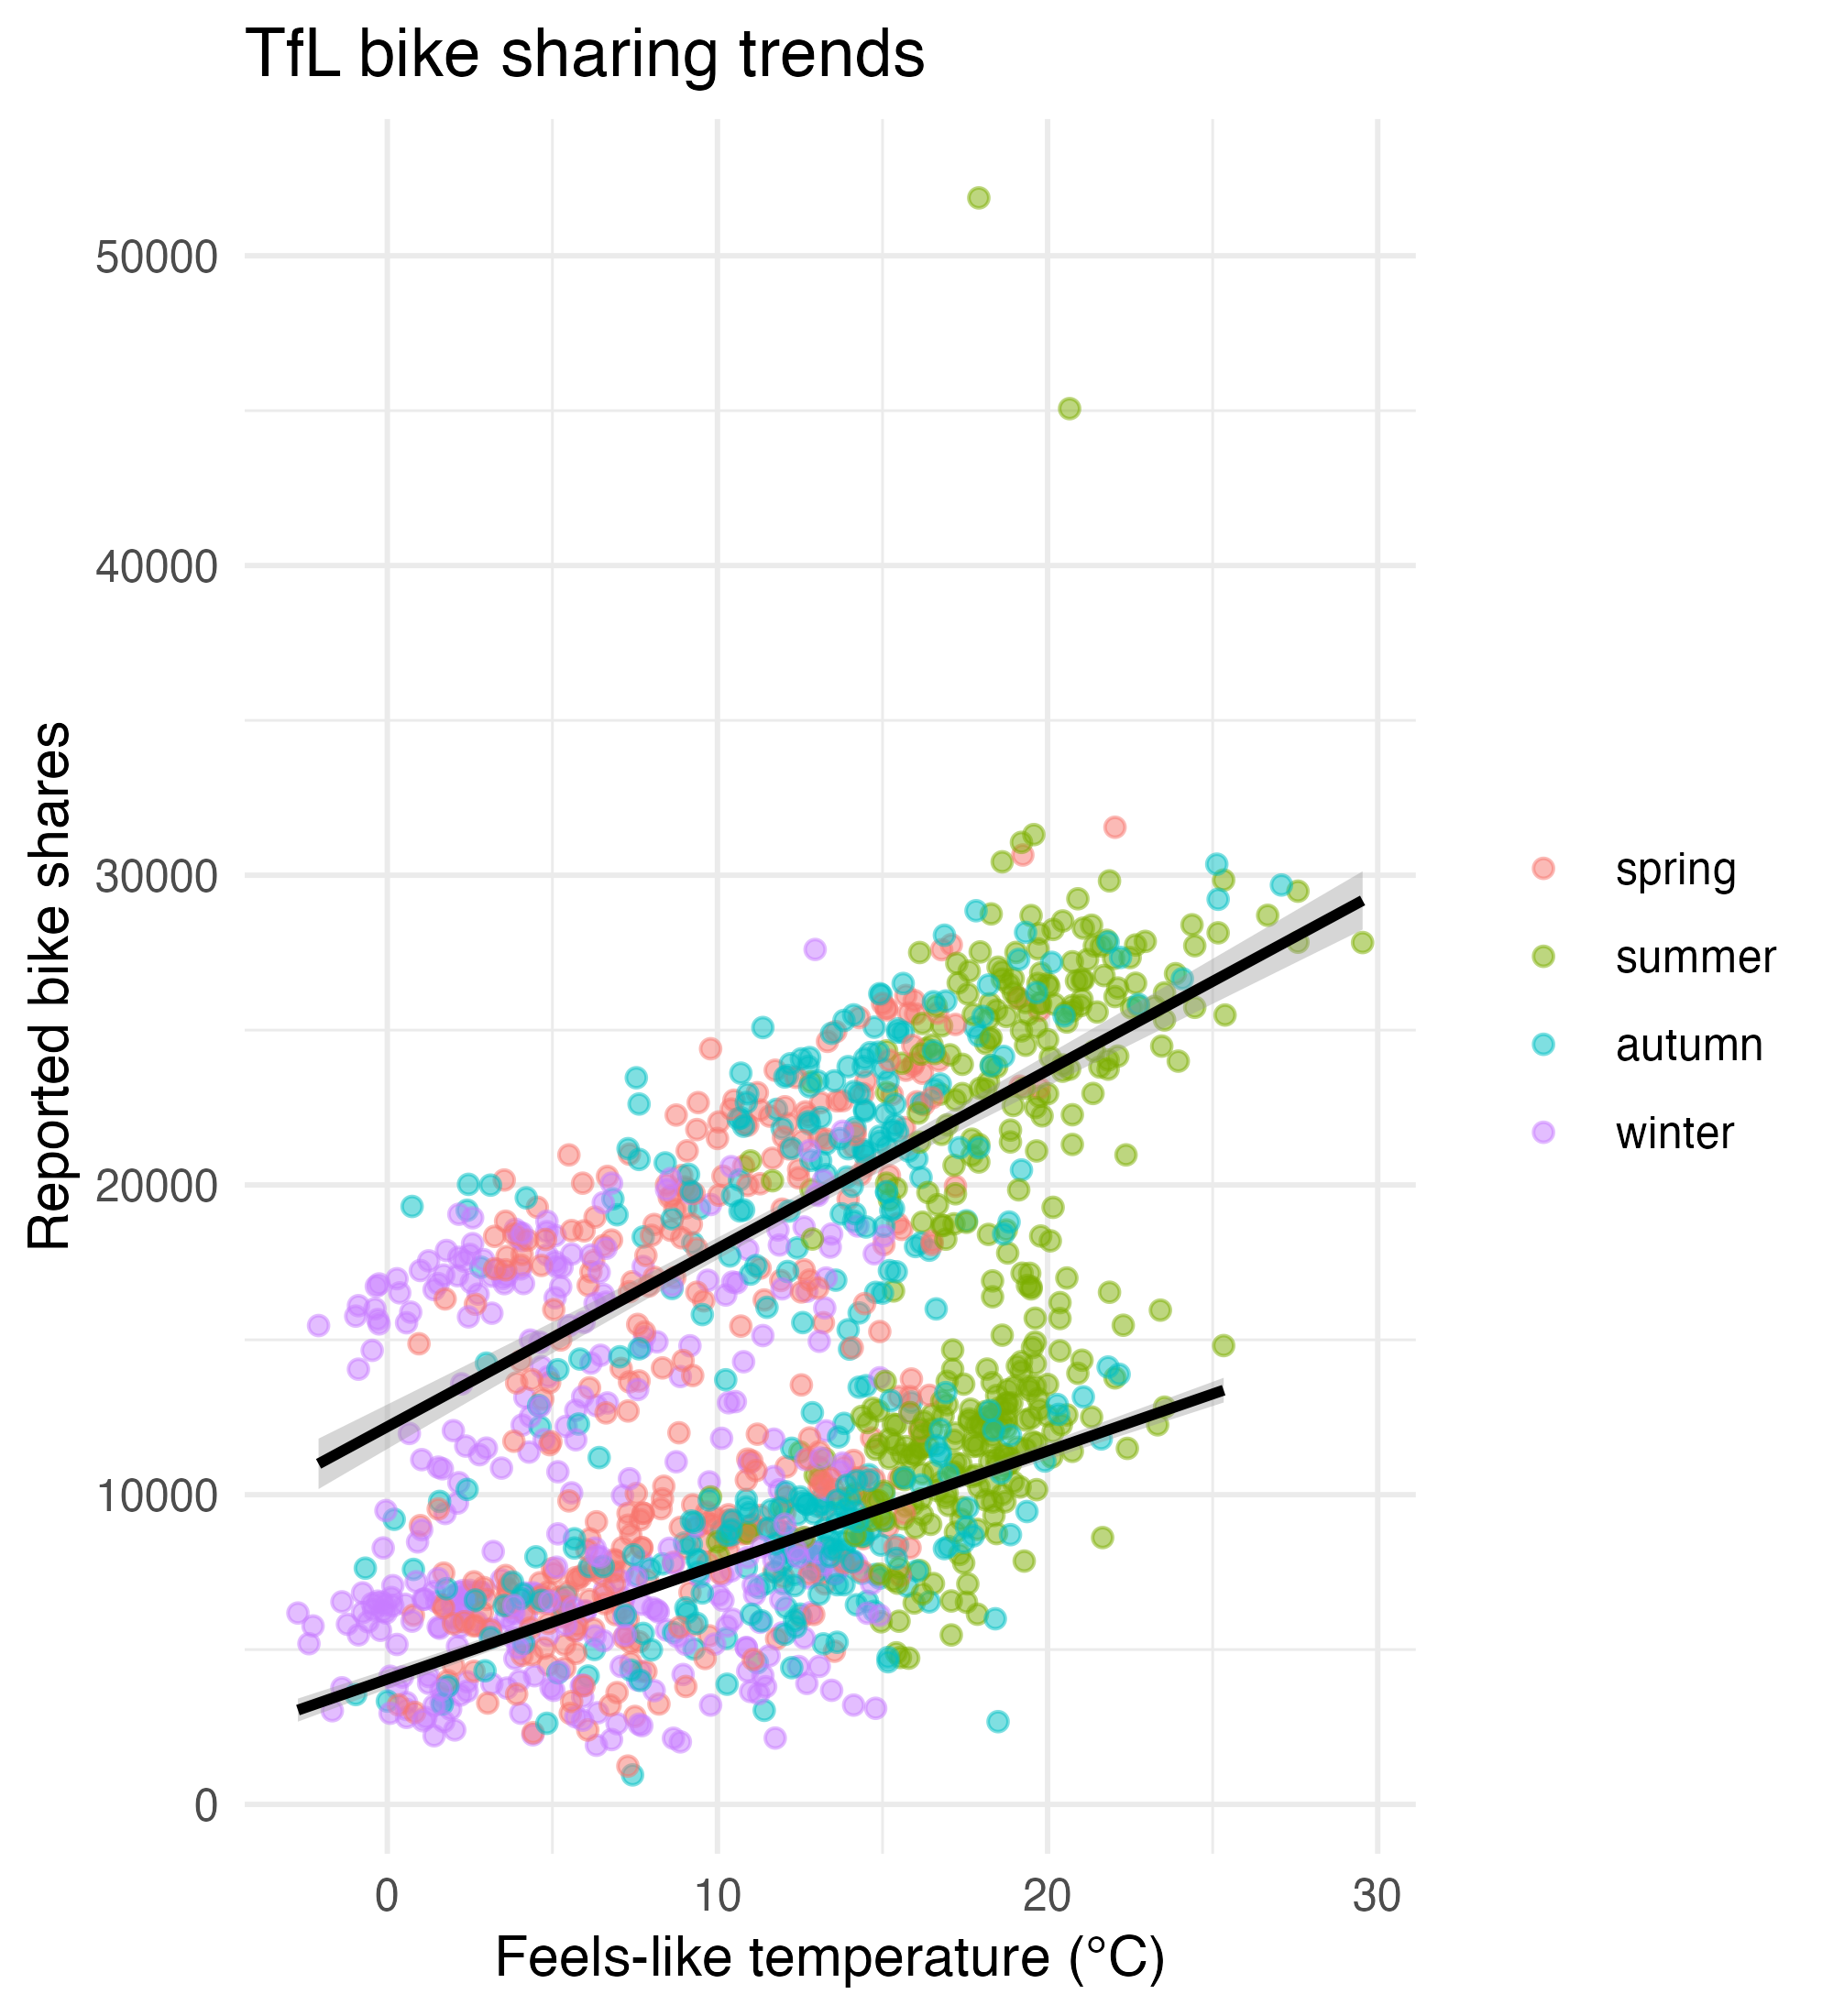 TfL bike sharing trends
Reported bike shares
50000
40000
30000
20000
10000
0
0 10 20 30
Feels-like temperature (°C)
spring
summer
autumn
winter